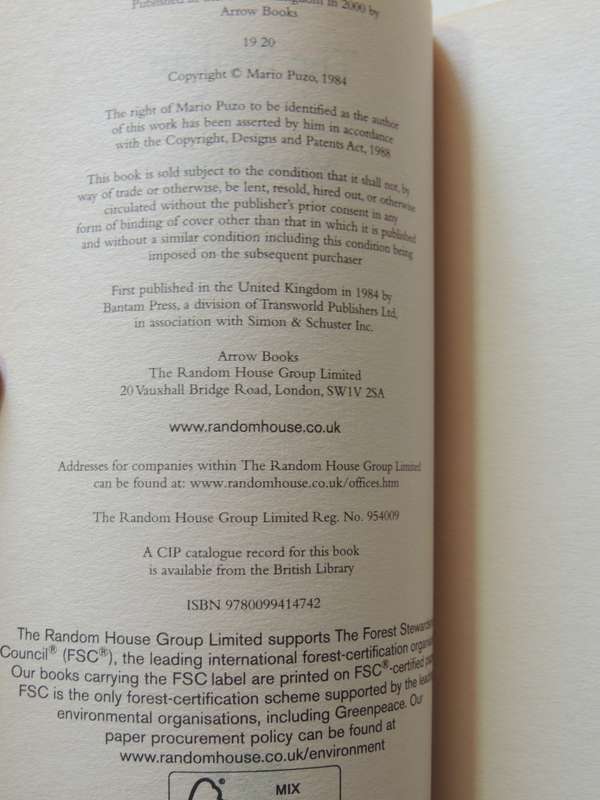 Published in the United Kingdom in 2000 by
Arrow Books
19 20
Copyright © Mario Puzo, 1984
The right of Mario Puzo to be identified as the author
of this work has been asserted by him in accordance
with the Copyright, Designs and Patents Act, 1988
This book is sold subject to the condition that it shall not, by
way of trade or otherwise, be lent, resold, hired out, or otherwise
circulated without the publisher's prior consent in any
form of binding of cover other than that in which it is published
and without a similar condition including this condition being
imposed on the subsequent purchaser
First published in the United Kingdom in 1984 by
Bantam Press, a division of Transworld Publishers Ltd,
in association with Simon & Schuster Inc.
Arrow Books
The Random House Group Limited
20 Vauxhall Bridge Road, London, SW1V 2SA
www.randomhouse.co.uk
Addresses for companies within The Random House Group Limited
can be found at: www.randomhouse.co.uk/offices.htm
The Random House Group Limited Reg. No. 954009
A CIP catalogue record for this book
is available from the British Library
ISBN 9780099414742
The Random House Group Limited supports The Forest
Council® (FSC®), the leading international forest-certification
Our books carrying the FSC label are printed on FSC®-certified
FSC is the only forest-certification scheme supported by the
environmental organisations, including Greenpeace. Our
paper procurement policy can be found at
www.randomhouse.co.uk/environment
MIX